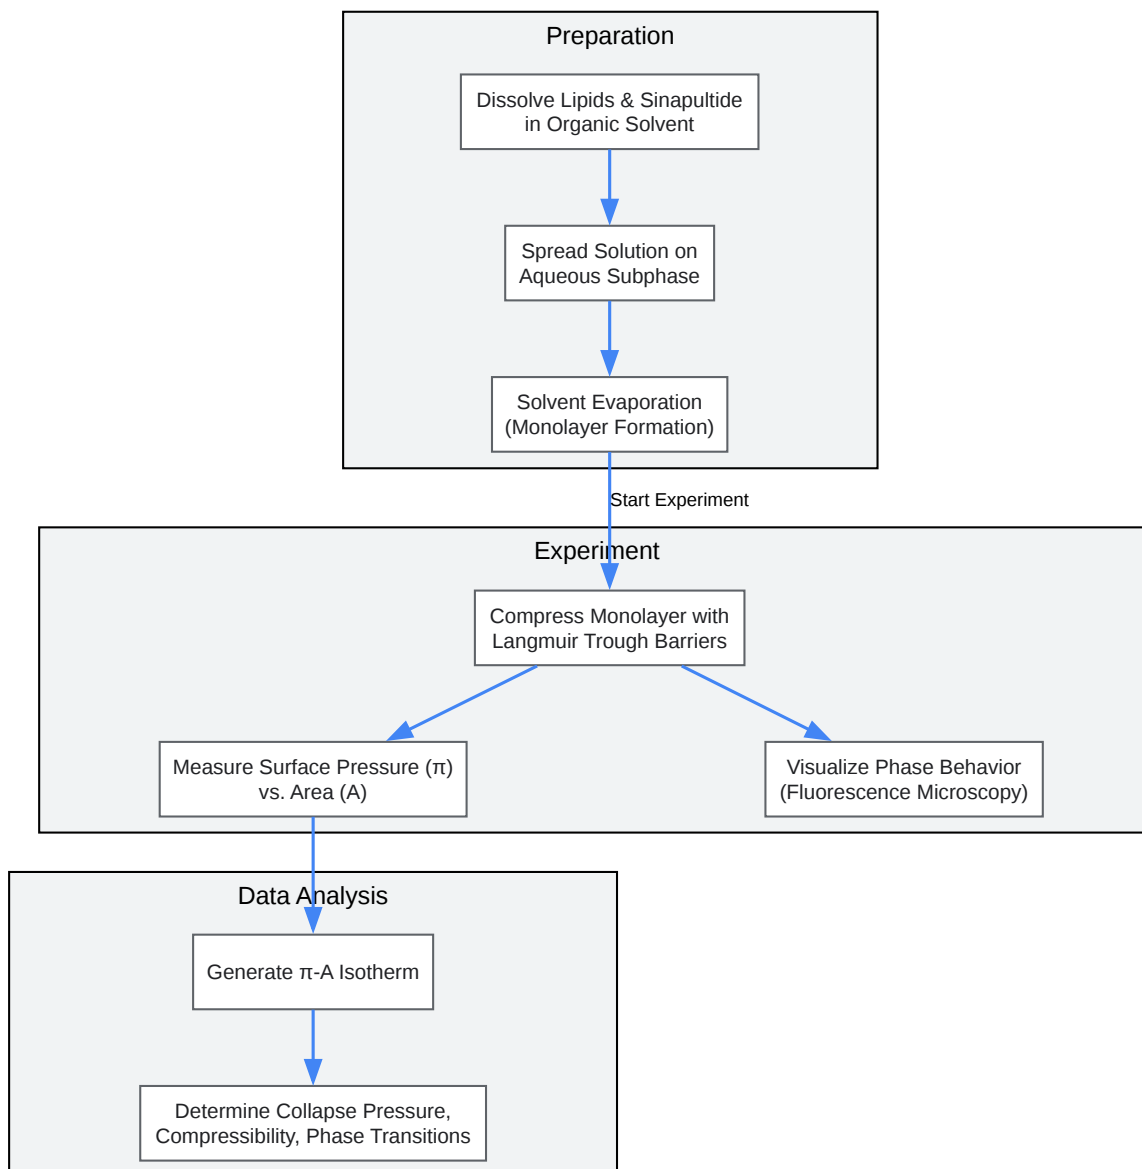 Preparation
Dissolve Lipids & Sinapultide
in Organic Solvent
Spread Solution on
Aqueous Subphase
Solvent Evaporation
(Monolayer Formation)
Start Experiment
Experiment
Compress Monolayer with
Langmuir Trough Barriers
Measure Surface Pressure (π)
vs. Area (A)
Visualize Phase Behavior
(Fluorescence Microscopy)
Data Analysis
Generate π-A Isotherm
Determine Collapse Pressure,
Compressibility, Phase Transitions